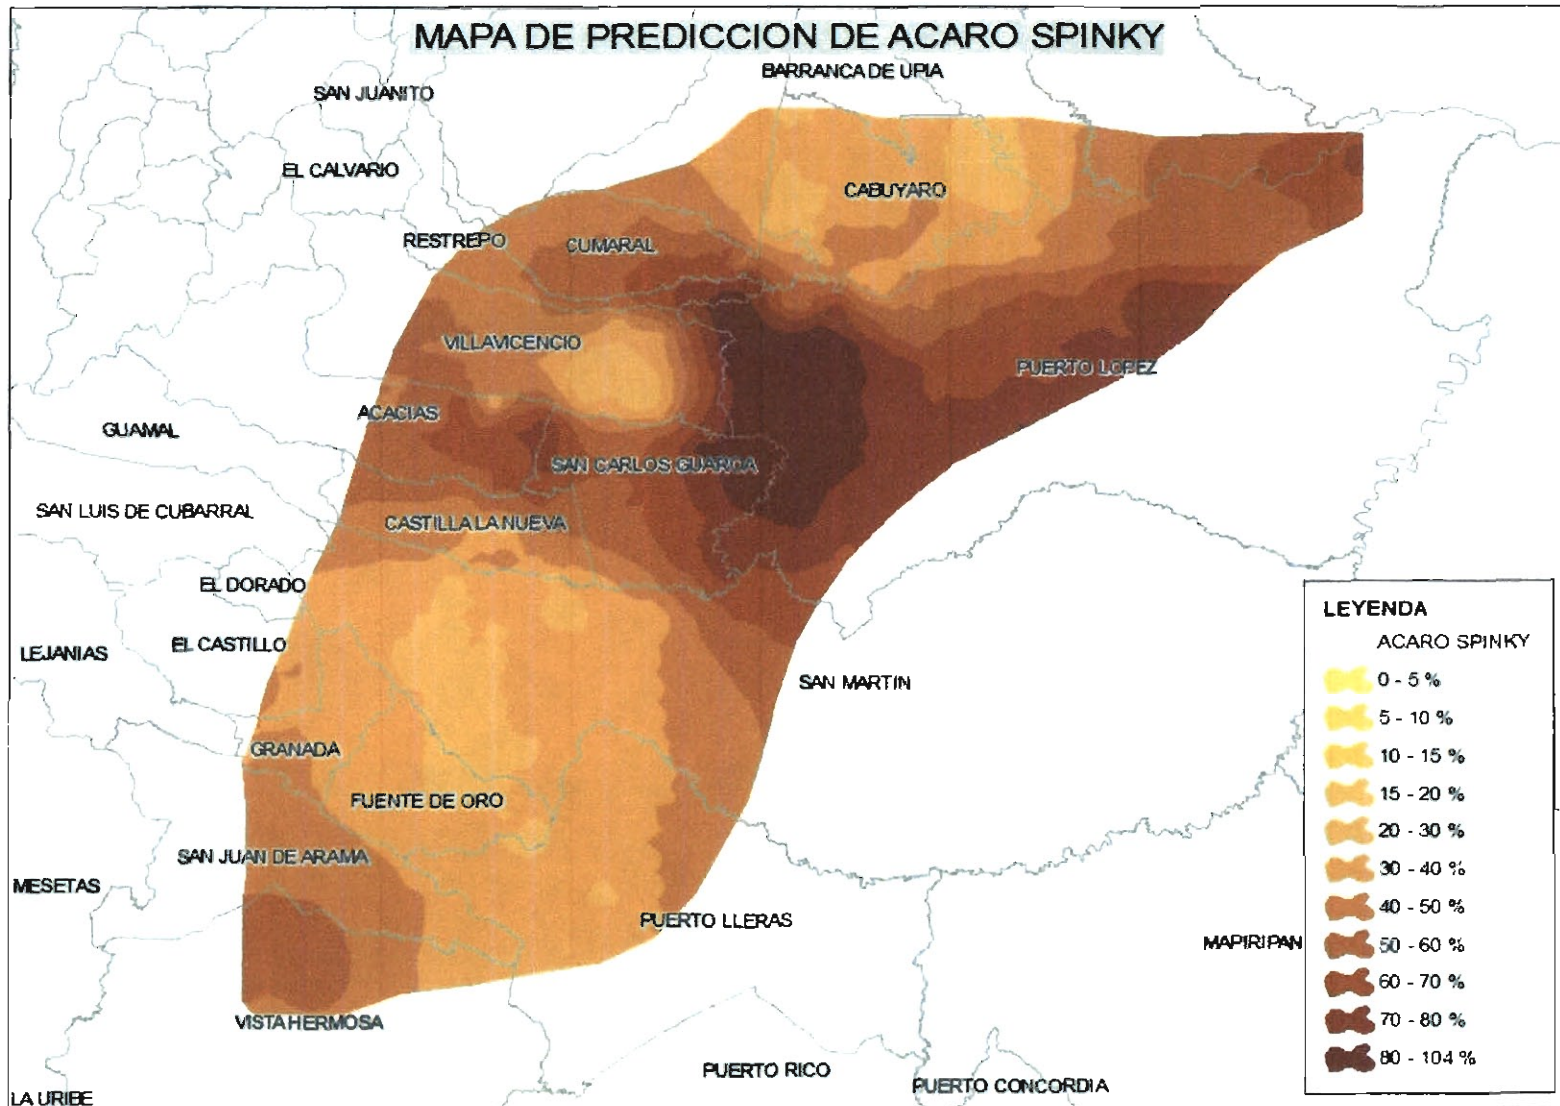 MAPA DE PREDICCION DE ACARO SPINKY
BARRANCA DE UPIA
SAN JUANITO
EL CALVARIO
CABUYARO
RESTREPO
CUMARAL
VILLAVICENCIO
PUERTO LOPEZ
ACACIAS
GUAMAL
SAN CARLOS GUAROA
SAN LUIS DE CUBARRAL
CASTILLA LA NUEVA
EL DORADO
EL CASTILLO
LEJANIAS
SAN MARTIN
GRANADA
FUENTE DE ORO
SAN JUAN DE ARAMA
MESETAS
PUERTO LLERAS
MAPIRIPAN
VISTA HERMOSA
PUERTO RICO
PUERTO CONCORDIA
LA URIBE
LEYENDA
ACARO SPINKY
0 - 5 %
5 - 10 %
10 - 15 %
15 - 20 %
20 - 30 %
30 - 40 %
40 - 50 %
50 - 60 %
60 - 70 %
70 - 80 %
80 - 104 %